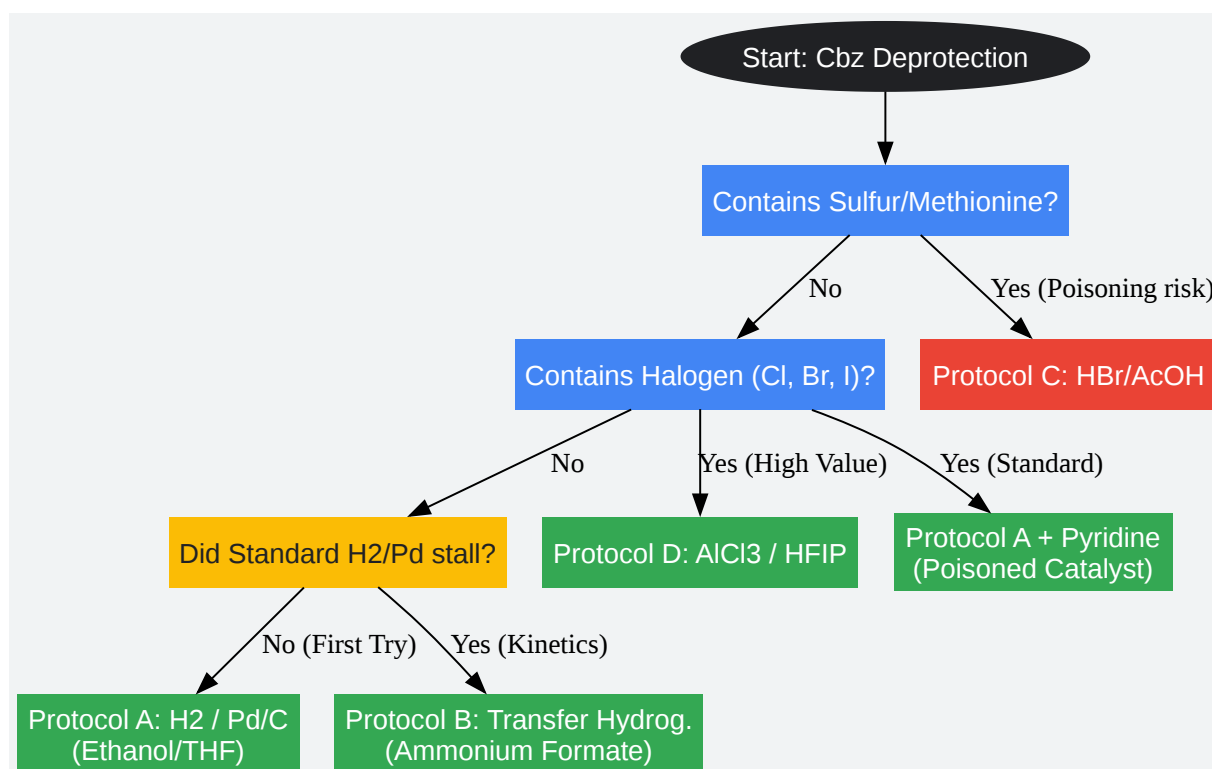 Start: Cbz Deprotection
Contains Sulfur/Methionine?
No
Yes (Poisoning risk)
Contains Halogen (Cl, Br, I)?
Protocol C: HBr/AcOH
No
Yes (High Value)
Yes (Standard)
Did Standard H2/Pd stall?
Protocol D: AlCl3 / HFIP
Protocol A + Pyridine
(Poisoned Catalyst)
No (First Try)
Yes (Kinetics)
Protocol A: H2 / Pd/C
(Ethanol/THF)
Protocol B: Transfer Hydrog.
(Ammonium Formate)